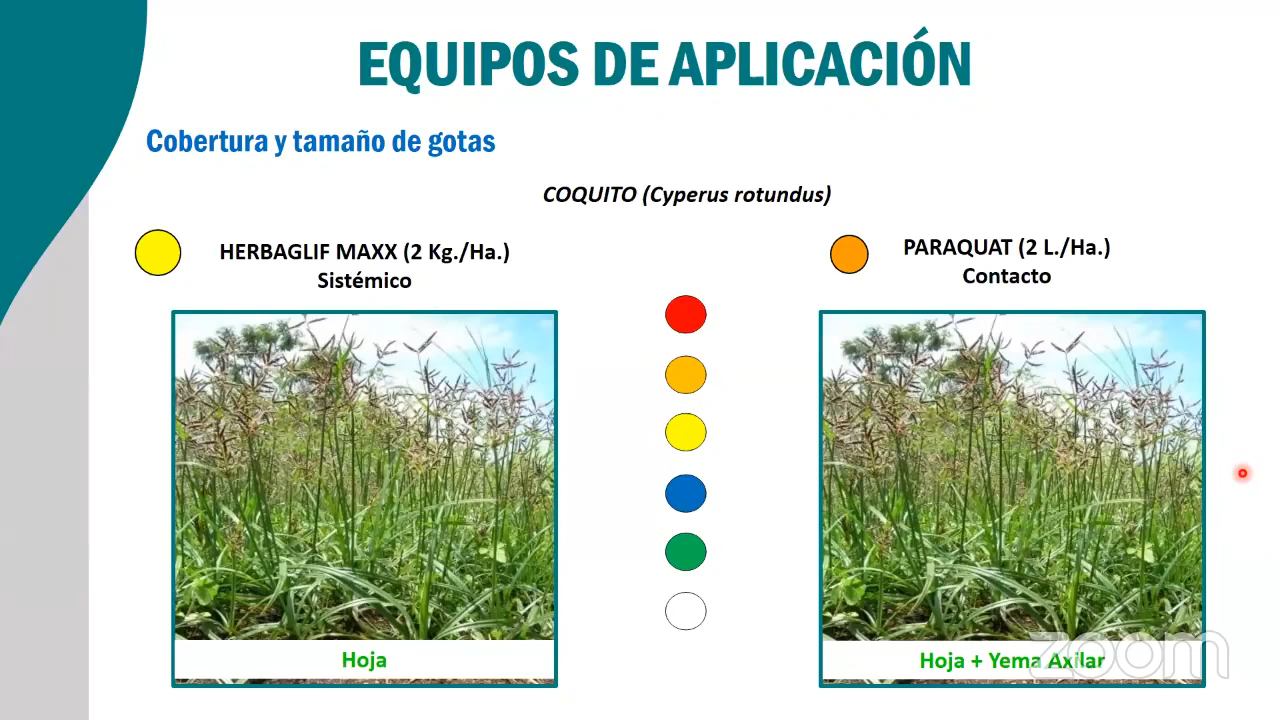 EQUIPOS DE APLICACIÓN
Cobertura y tamaño de gotas
COQUITO (Cyperus rotundus)
HERBAGLIF MAXX (2 Kg./Ha.)
Sistémico
PARAQUAT (2 L./Ha.)
Contacto
Hoja
Hoja + Yema Axilar
zoom